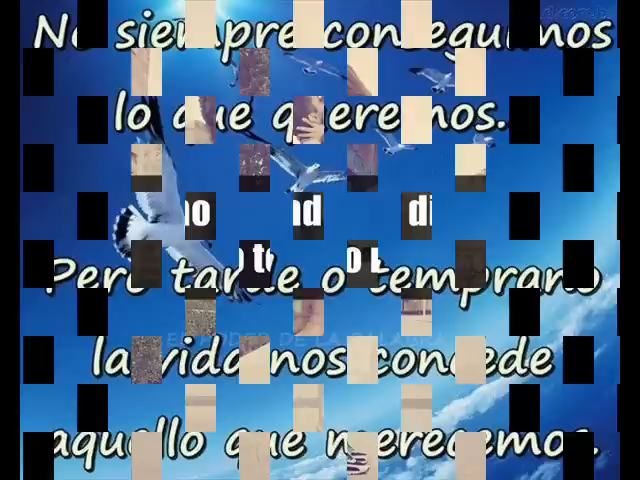 No siempre conseguimos
lo que queremos.
Pero tarde o temprano
la vida nos concede
aquello que merecemos.